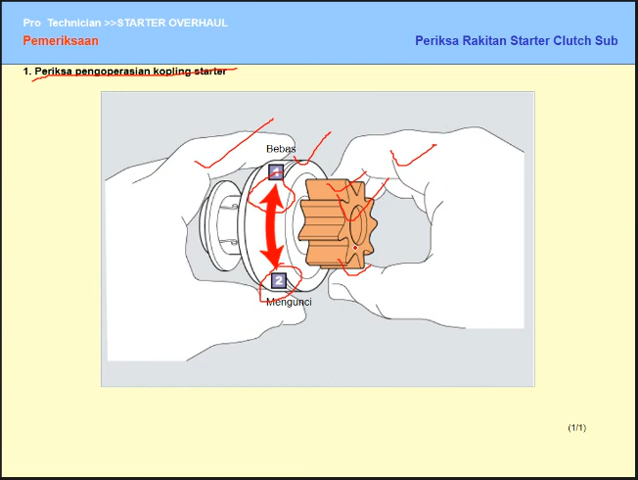 Pro Technician >>STARTER OVERHAUL
Pemeriksaan
Periksa Rakitan Starter Clutch Sub
1. Periksa pengoperasian kopling starter
Bebas
1
2
Mengunci
(1/1)